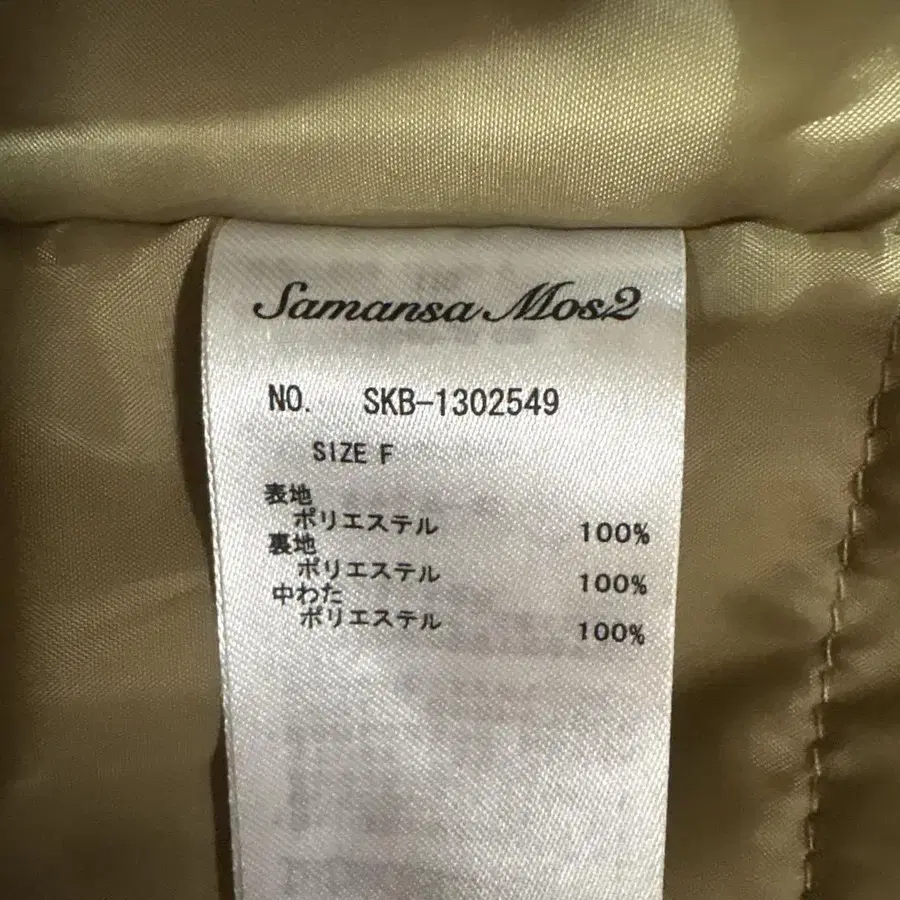 Samansa Mos2
NO. SKB-1302549
SIZE F
表地
ポリエステル 100%
裏地
ポリエステル 100%
中わた
ポリエステル 100%